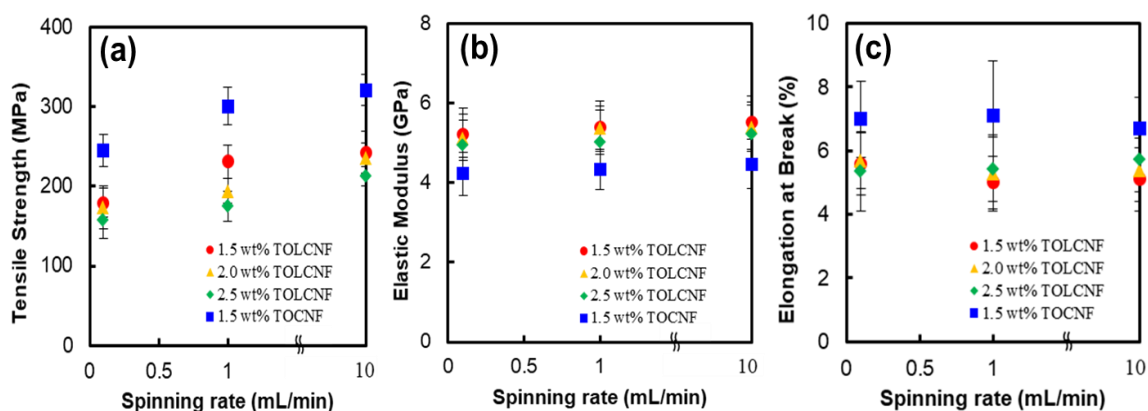 (a)
Tensile Strength (MPa)
400
300
200
100
0
1.5 wt% TOLCNF
2.0 wt% TOLCNF
2.5 wt% TOLCNF
1.5 wt% TOCNF
0 0.5 1 10
Spinning rate (mL/min)
(b)
Elastic Modulus (GPa)
8
6
4
2
0
1.5 wt% TOLCNF
2.0 wt% TOLCNF
2.5 wt% TOLCNF
1.5 wt% TOCNF
0 0.5 1 10
Spinning rate (mL/min)
(c)
Elongation at Break (%)
10
8
6
4
2
0
1.5 wt% TOLCNF
2.0 wt% TOLCNF
2.5 wt% TOLCNF
1.5 wt% TOCNF
0 0.5 1 10
Spinning rate (mL/min)